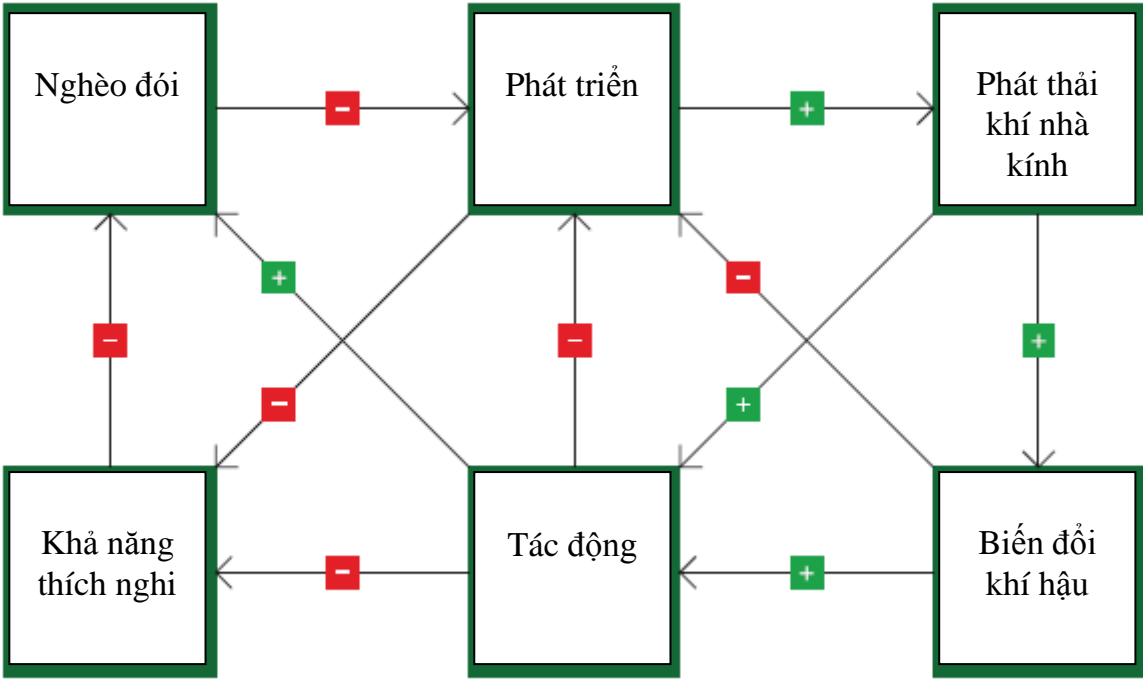 Nghèo đói
−
Phát triển
+
Phát thải
khí nhà
kính
+
−
−
−
+
−
+
Khả năng
thích nghi
−
Tác động
+
Biến đổi
khí hậu